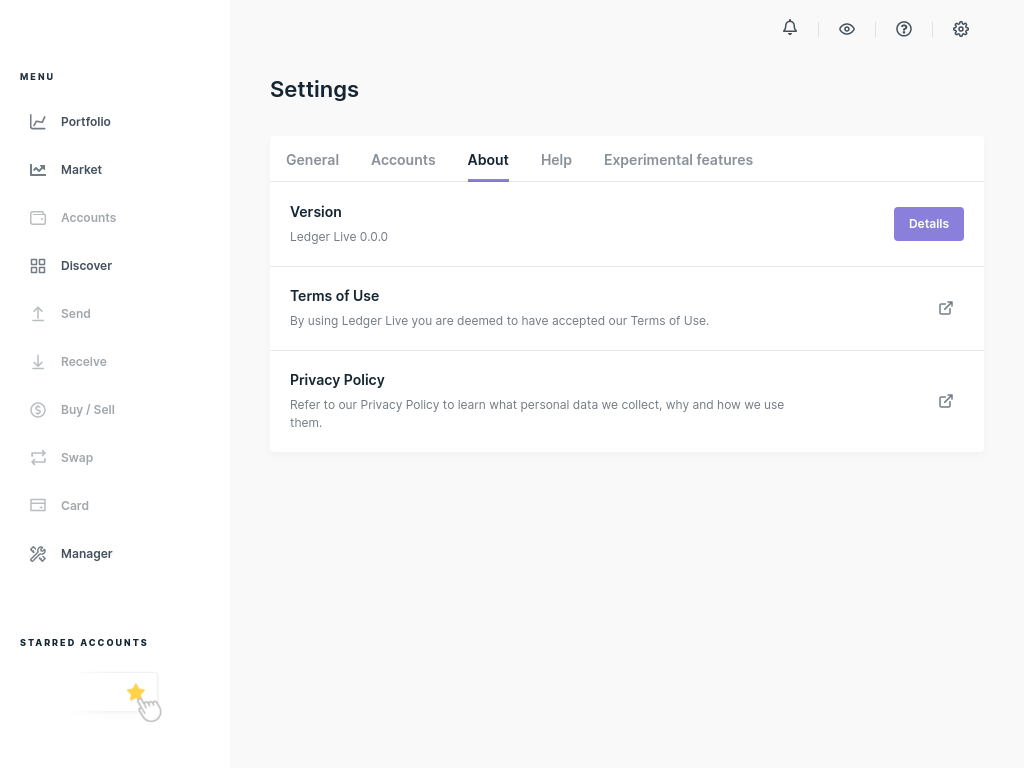 MENU
Portfolio
Market
Accounts
Discover
Send
Receive
Buy / Sell
Swap
Card
Manager
STARRED ACCOUNTS
Settings
General Accounts About Help Experimental features
Version
Ledger Live 0.0.0
Details
Terms of Use
By using Ledger Live you are deemed to have accepted our Terms of Use.
Privacy Policy
Refer to our Privacy Policy to learn what personal data we collect, why and how we use
them.